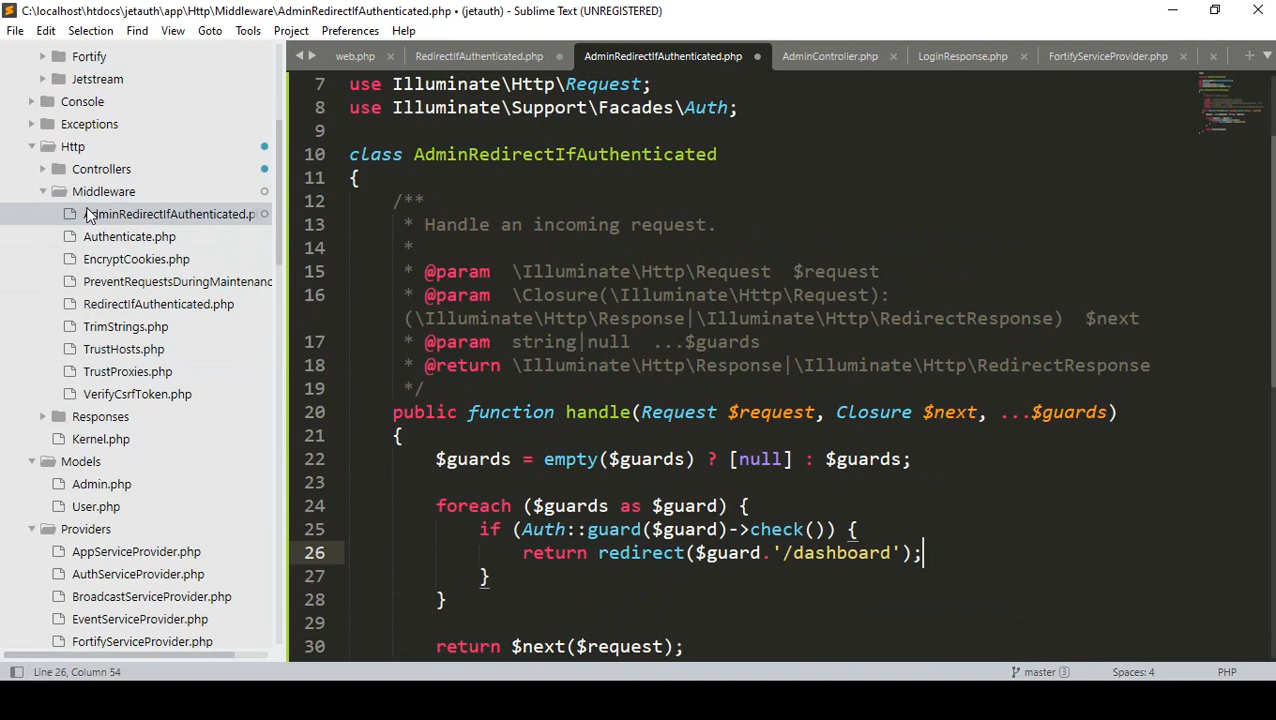 C:\localhost\htdocs\jetauth\app\Http\Middleware\AdminRedirectIfAuthenticated.php • (jetauth) - Sublime Text (UNREGISTERED)
File Edit Selection Find View Goto Tools Project Preferences Help
web.php RedirectIfAuthenticated.php AdminRedirectIfAuthenticated.php AdminController.php LoginResponse.php FortifyServiceProvider.php
Fortify
Jetstream
Console
Exceptions
Http
Controllers
Middleware
AdminRedirectIfAuthenticated.p
Authenticate.php
EncryptCookies.php
PreventRequestsDuringMaintenanc
RedirectIfAuthenticated.php
TrimStrings.php
TrustHosts.php
TrustProxies.php
VerifyCsrfToken.php
Responses
Kernel.php
Models
Admin.php
User.php
Providers
AppServiceProvider.php
AuthServiceProvider.php
BroadcastServiceProvider.php
EventServiceProvider.php
FortifyServiceProvider.php
7 use Illuminate\Http\Request;
8 use Illuminate\Support\Facades\Auth;
9
10 class AdminRedirectIfAuthenticated
11 {
12 /**
13 * Handle an incoming request.
14 *
15 * @param \Illuminate\Http\Request $request
16 * @param \Closure(\Illuminate\Http\Request):
(\Illuminate\Http\Response|\Illuminate\Http\RedirectResponse) $next
17 * @param string|null ...$guards
18 * @return \Illuminate\Http\Response|\Illuminate\Http\RedirectResponse
19 */
20 public function handle(Request $request, Closure $next, ...$guards)
21 {
22 $guards = empty($guards) ? [null] : $guards;
23
24 foreach ($guards as $guard) {
25 if (Auth::guard($guard)->check()) {
26 return redirect($guard.'/dashboard');
27 }
28 }
29
30 return $next($request);
Line 26, Column 54 master 3 Spaces: 4 PHP